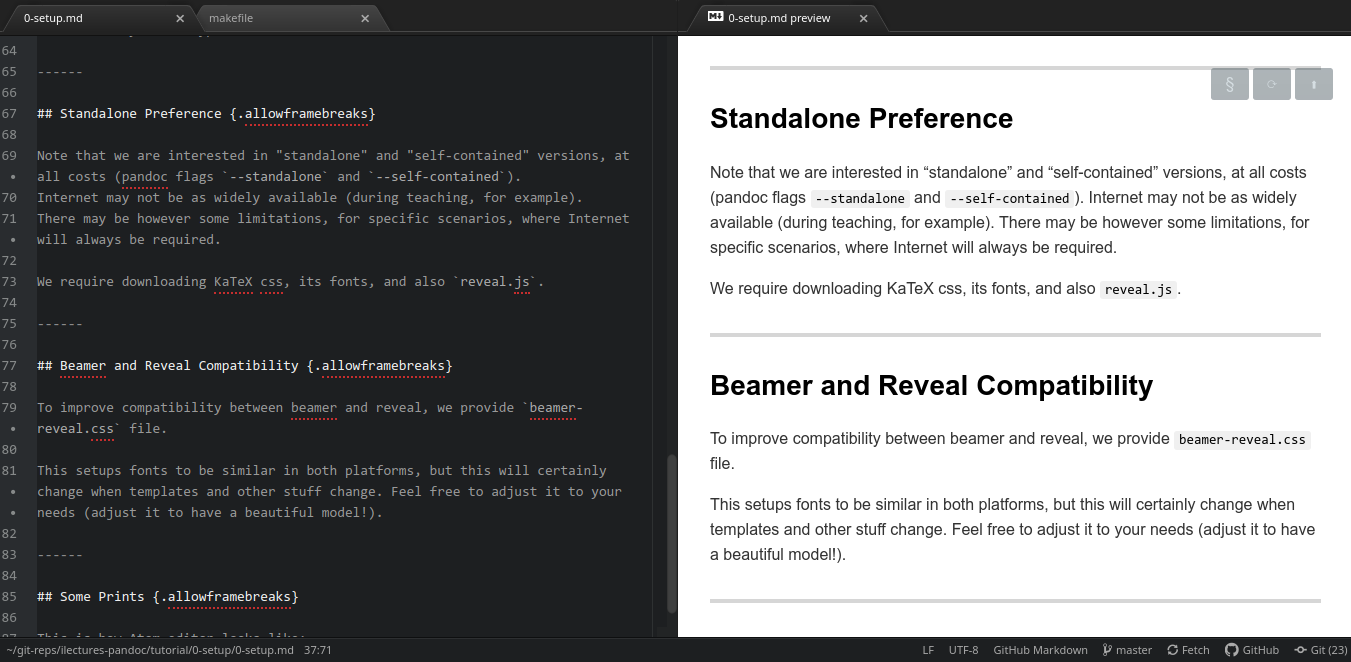 0-setup.md
makefile
0-setup.md preview
64
65 ------
66
67 ## Standalone Preference {.allowframebreaks}
68
69 Note that we are interested in "standalone" and "self-contained" versions, at
• all costs (pandoc flags `--standalone` and `--self-contained`).
70 Internet may not be as widely available (during teaching, for example).
71 There may be however some limitations, for specific scenarios, where Internet
• will always be required.
72
73 We require downloading KaTeX css, its fonts, and also `reveal.js`.
74
75 ------
76
77 ## Beamer and Reveal Compatibility {.allowframebreaks}
78
79 To improve compatibility between beamer and reveal, we provide `beamer-
• reveal.css` file.
80
81 This setups fonts to be similar in both platforms, but this will certainly
• change when templates and other stuff change. Feel free to adjust it to your
• needs (adjust it to have a beautiful model!).
82
83 ------
84
85 ## Some Prints {.allowframebreaks}
86
87 This is how Atom editor looks like:
§
Standalone Preference
Note that we are interested in “standalone” and “self-contained” versions, at all costs
(pandoc flags --standalone and --self-contained ). Internet may not be as widely
available (during teaching, for example). There may be however some limitations, for
specific scenarios, where Internet will always be required.
We require downloading KaTeX css, its fonts, and also reveal.js .
Beamer and Reveal Compatibility
To improve compatibility between beamer and reveal, we provide beamer-reveal.css
file.
This setups fonts to be similar in both platforms, but this will certainly change when
templates and other stuff change. Feel free to adjust it to your needs (adjust it to have
a beautiful model!).
~/git-repos/ilectures-pandoc/tutorial/0-setup/0-setup.md 37:71
LF UTF-8 GitHub Markdown master Fetch GitHub Git (23)